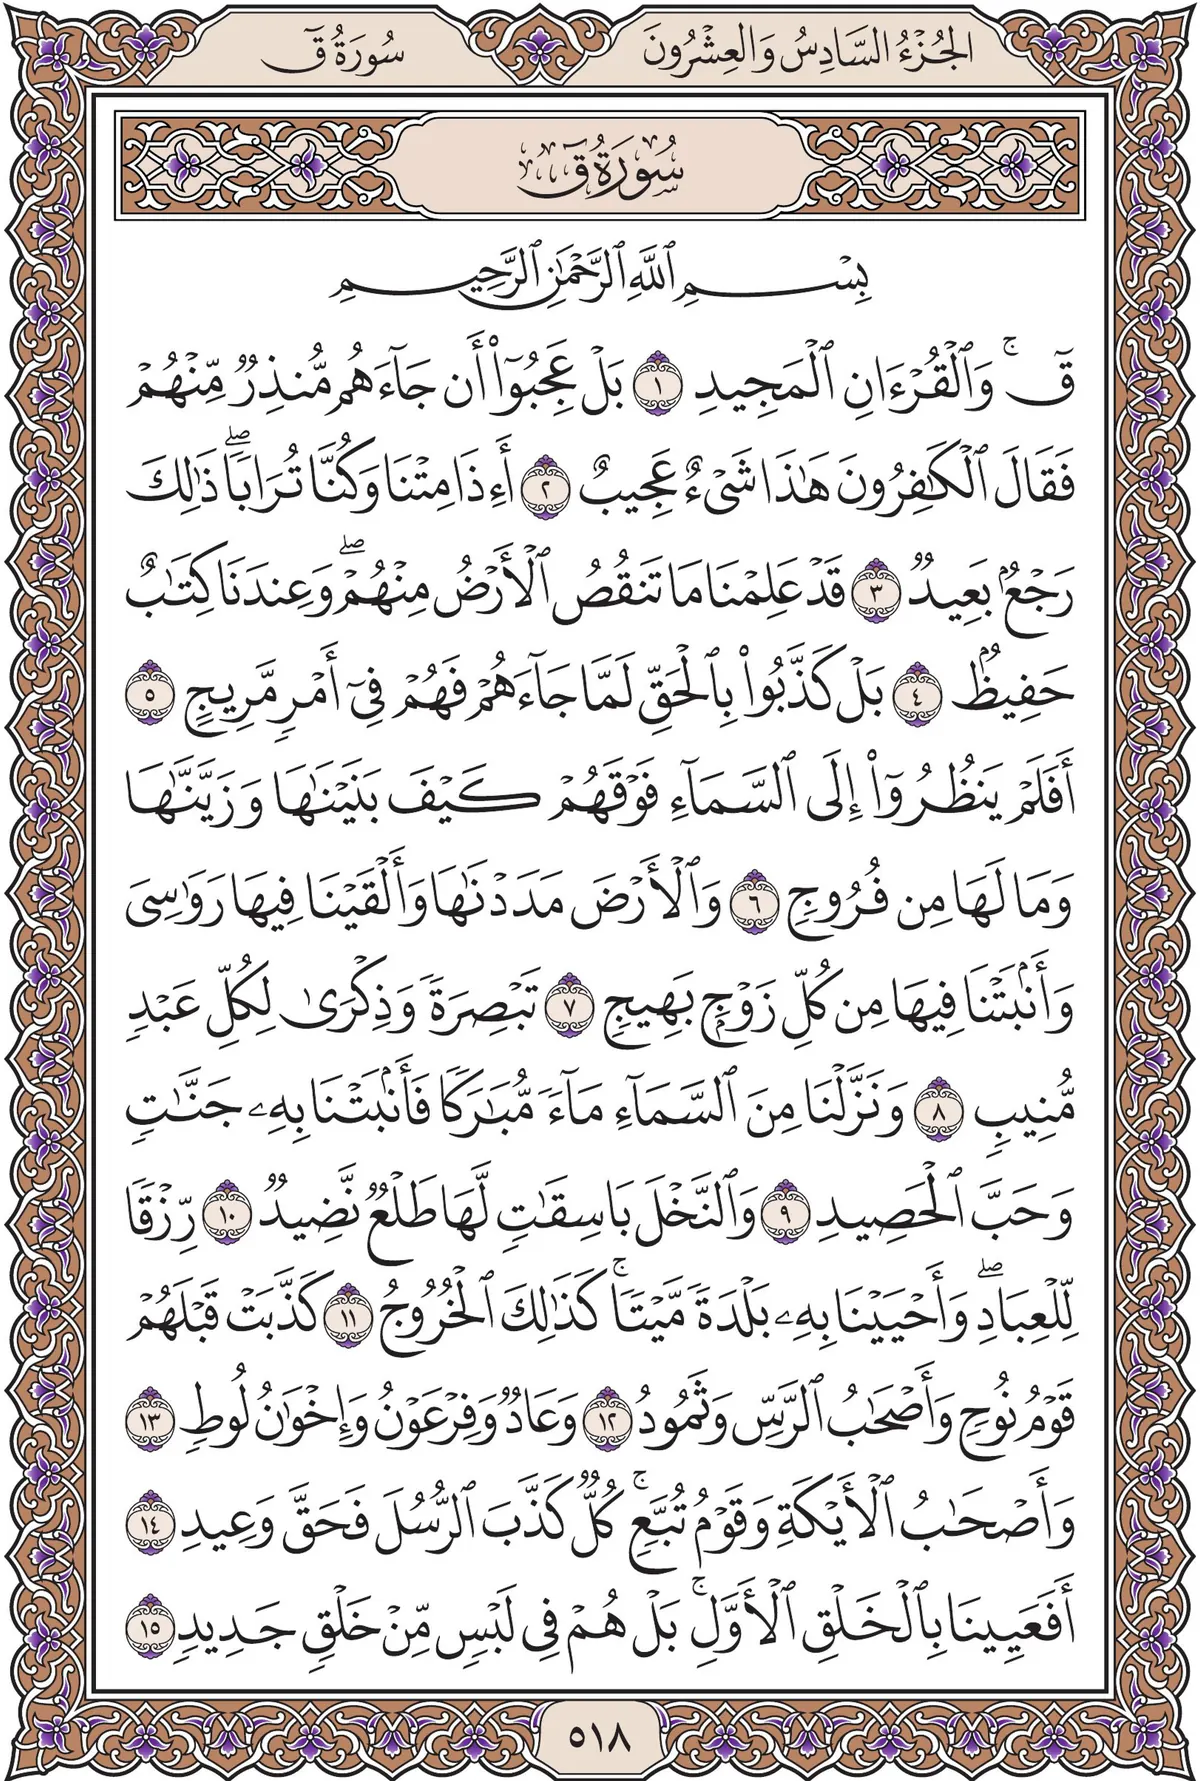 الجُزْءُ السَّادِسُ وَالعِشْرُونَ
سُورَةُ قٓ
سُورَةُ قٓ
بِسْمِ ٱللَّهِ ٱلرَّحْمَٰنِ ٱلرَّحِيمِ
قٓۚ وَٱلْقُرْءَانِ ٱلْمَجِيدِ ١ بَلْ عَجِبُوٓا۟ أَن جَآءَهُم مُّنذِرٌ مِّنْهُمْ
فَقَالَ ٱلْكَٰفِرُونَ هَٰذَا شَىْءٌ عَجِيبٌ ٢ أَءِذَا مِتْنَا وَكُنَّا تُرَابًاۖ ذَٰلِكَ
رَجْعٌۢ بَعِيدٌ ٣ قَدْ عَلِمْنَا مَا تَنقُصُ ٱلْأَرْضُ مِنْهُمْۖ وَعِندَنَا كِتَٰبٌ
حَفِيظٌۢ ٤ بَلْ كَذَّبُوا۟ بِٱلْحَقِّ لَمَّا جَآءَهُمْ فَهُمْ فِىٓ أَمْرٍ مَّرِيجٍ ٥
أَفَلَمْ يَنظُرُوٓا۟ إِلَى ٱلسَّمَآءِ فَوْقَهُمْ كَيْفَ بَنَيْنَٰهَا وَزَيَّنَّٰهَا
وَمَا لَهَا مِن فُرُوجٍ ٦ وَٱلْأَرْضَ مَدَدْنَٰهَا وَأَلْقَيْنَا فِيهَا رَوَٰسِىَ
وَأَنۢبَتْنَا فِيهَا مِن كُلِّ زَوْجٍۭ بَهِيجٍ ٧ تَبْصِرَةً وَذِكْرَىٰ لِكُلِّ عَبْدٍ
مُّنِيبٍ ٨ وَنَزَّلْنَا مِنَ ٱلسَّمَآءِ مَآءً مُّبَٰرَكًا فَأَنۢبَتْنَا بِهِۦ جَنَّٰتٍ
وَحَبَّ ٱلْحَصِيدِ ٩ وَٱلنَّخْلَ بَاسِقَٰتٍ لَّهَا طَلْعٌ نَّضِيدٌ ١٠ رِّزْقًا
لِّلْعِبَادِۖ وَأَحْيَيْنَا بِهِۦ بَلْدَةً مَّيْتًاۚ كَذَٰلِكَ ٱلْخُرُوجُ ١١ كَذَّبَتْ قَبْلَهُمْ
قَوْمُ نُوحٍ وَأَصْحَٰبُ ٱلرَّسِّ وَثَمُودُ ١٢ وَعَادٌ وَفِرْعَوْنُ وَإِخْوَٰنُ لُوطٍ ١٣
وَأَصْحَٰبُ ٱلْأَيْكَةِ وَقَوْمُ تُبَّعٍۚ كُلٌّ كَذَّبَ ٱلرُّسُلَ فَحَقَّ وَعِيدِ ١٤
أَفَعَيِينَا بِٱلْخَلْقِ ٱلْأَوَّلِۚ بَلْ هُمْ فِى لَبْسٍ مِّنْ خَلْقٍ جَدِيدٍ ١٥
٥١٨